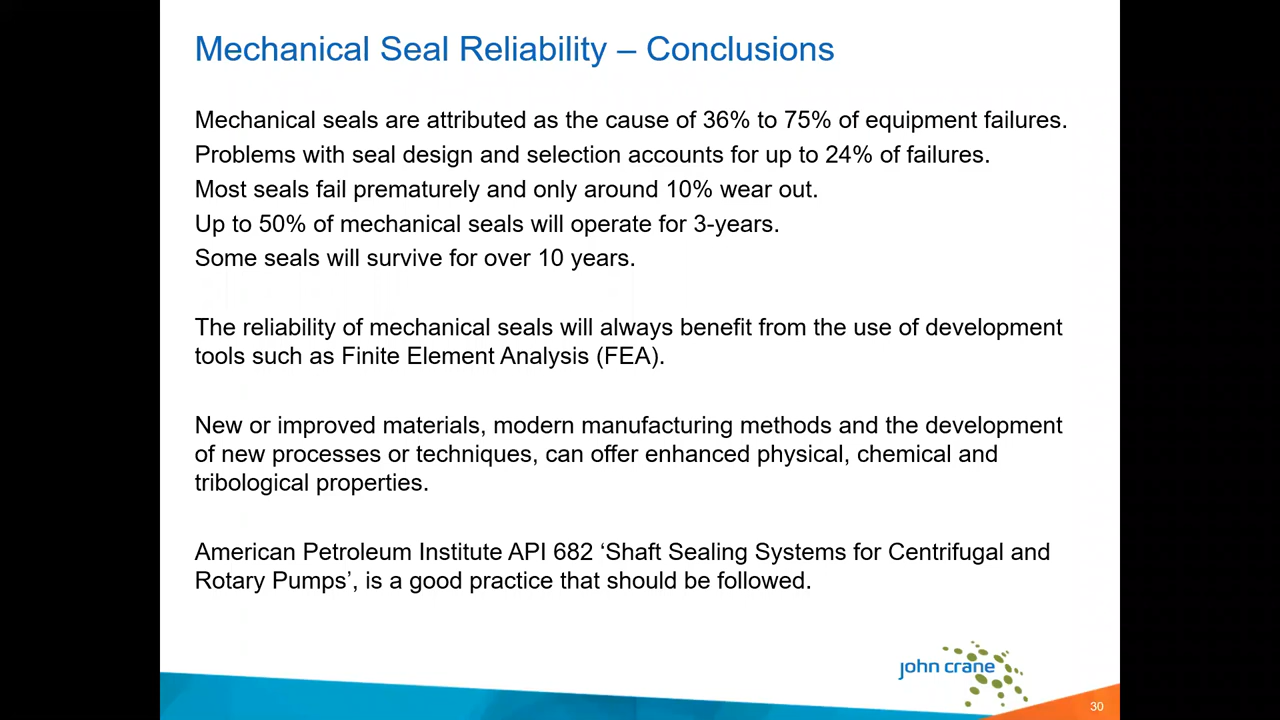 Mechanical Seal Reliability – Conclusions
Mechanical seals are attributed as the cause of 36% to 75% of equipment failures.
Problems with seal design and selection accounts for up to 24% of failures.
Most seals fail prematurely and only around 10% wear out.
Up to 50% of mechanical seals will operate for 3-years.
Some seals will survive for over 10 years.
The reliability of mechanical seals will always benefit from the use of development
tools such as Finite Element Analysis (FEA).
New or improved materials, modern manufacturing methods and the development
of new processes or techniques, can offer enhanced physical, chemical and
tribological properties.
American Petroleum Institute API 682 ‘Shaft Sealing Systems for Centrifugal and
Rotary Pumps’, is a good practice that should be followed.
john crane
30